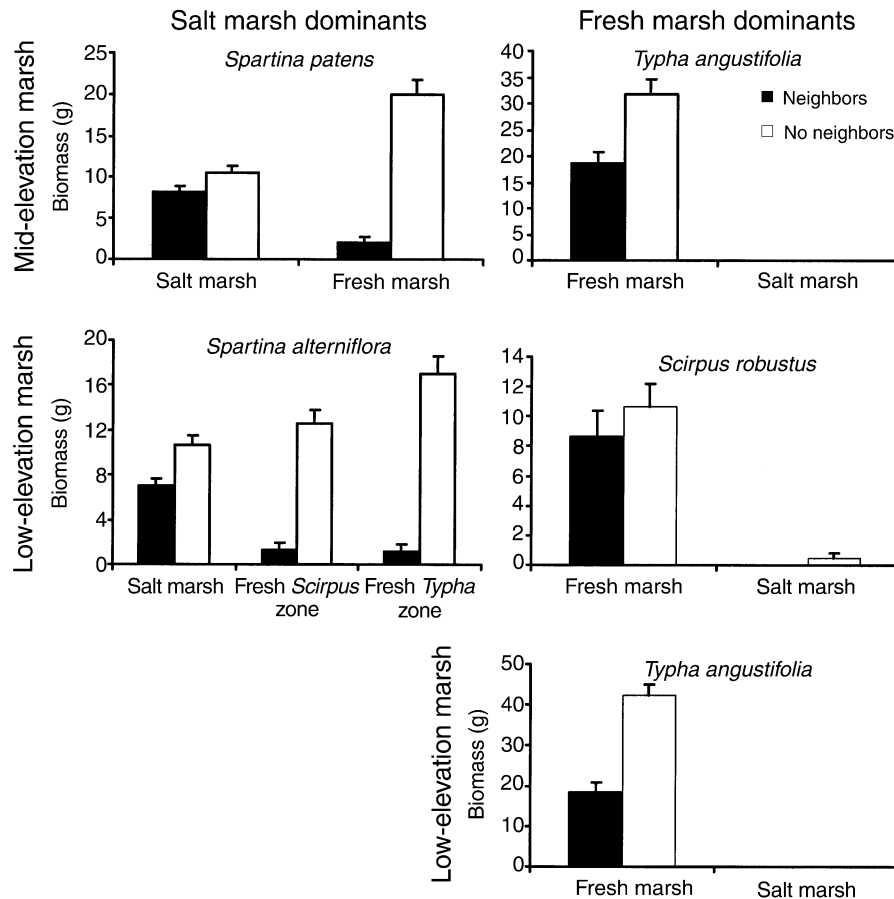 Salt marsh dominants
Fresh marsh dominants
Mid-elevation marsh
Biomass (g)
Spartina patens
25
20
15
10
5
0
Salt marsh
Fresh marsh
Typha angustifolia
40
35
30
25
20
15
10
5
0
Neighbors
No neighbors
Fresh marsh
Salt marsh
Low-elevation marsh
Biomass (g)
Spartina alterniflora
20
16
12
8
4
0
Salt marsh
Fresh Scirpus
zone
Fresh Typha
zone
Scirpus robustus
14
12
10
8
6
4
2
0
Fresh marsh
Salt marsh
Low-elevation marsh
Biomass (g)
Typha angustifolia
50
40
30
20
10
0
Fresh marsh
Salt marsh